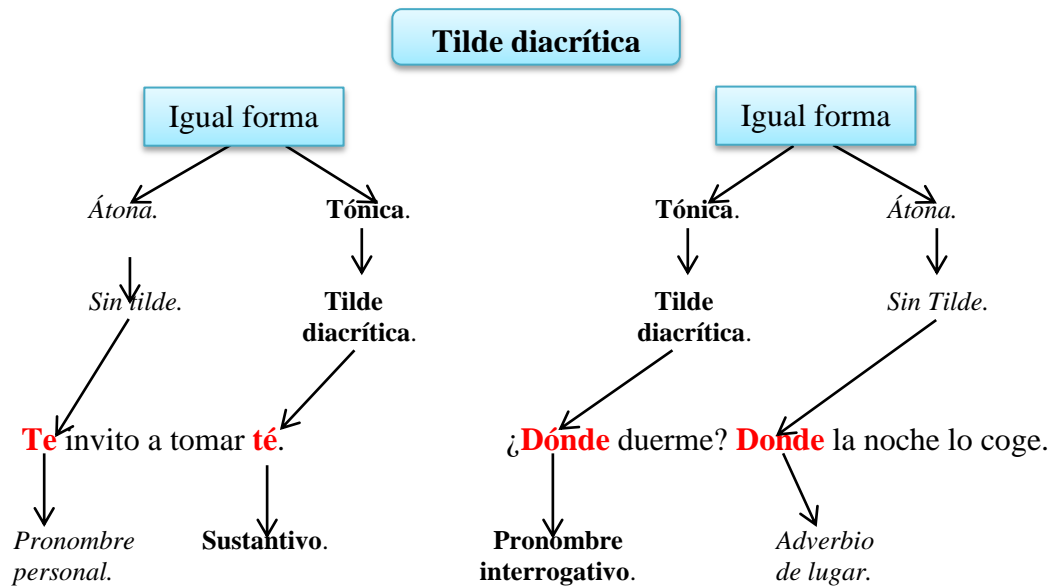 Tilde diacrítica
Igual forma
Igual forma
Átona.
Tónica.
Tónica.
Átona.
Sin tilde.
Tilde
diacrítica.
Tilde
diacrítica.
Sin Tilde.
Te invito a tomar té.
¿Dónde duerme? Donde la noche lo coge.
Pronombre
personal.
Sustantivo.
Pronombre
interrogativo.
Adverbio
de lugar.